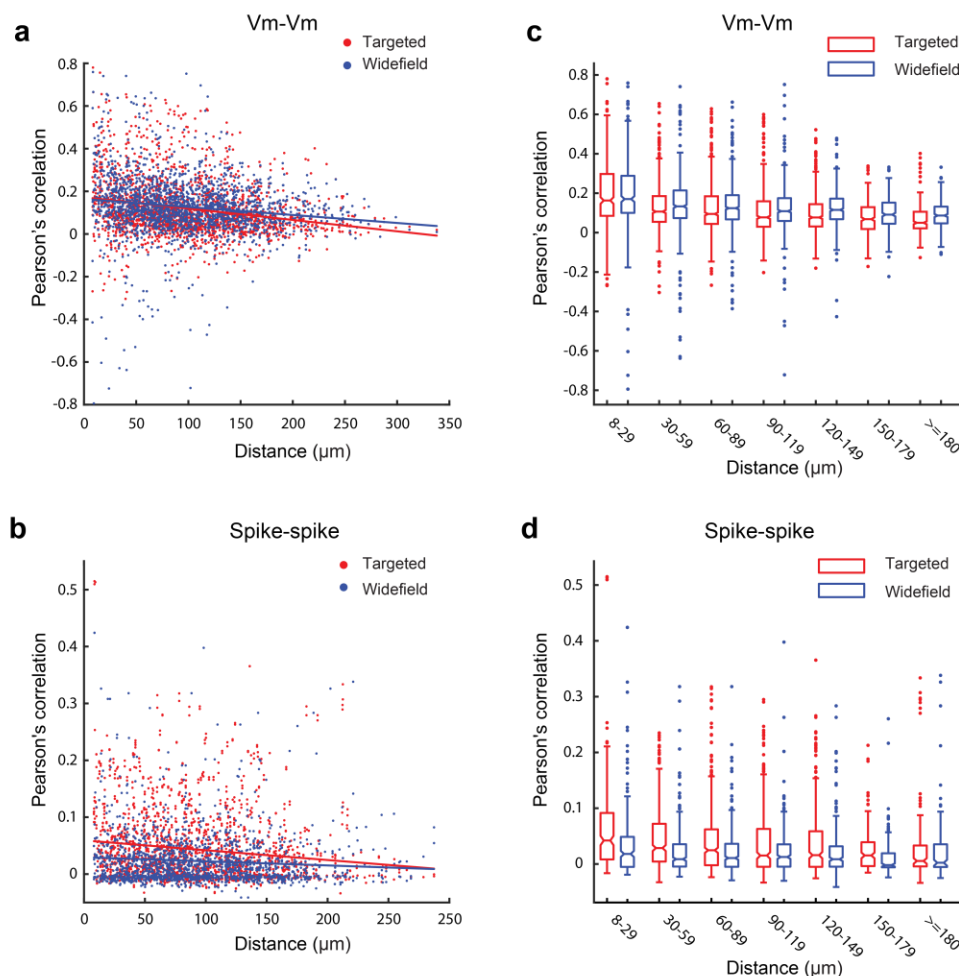 a
Vm-Vm
Targeted
Widefield
0.8
0.6
0.4
0.2
0
-0.2
-0.4
-0.6
-0.8
Pearson's correlation
0
50
100
150
200
250
300
350
Distance (µm)
c
Vm-Vm
Targeted
Widefield
0.8
0.6
0.4
0.2
0
-0.2
-0.4
-0.6
-0.8
Pearson's correlation
8-29
30-59
60-89
90-119
120-149
150-179
>=180
Distance (µm)
b
Spike-spike
Targeted
Widefield
0.5
0.4
0.3
0.2
0.1
0
Pearson's correlation
0
50
100
150
200
250
Distance (µm)
d
Spike-spike
Targeted
Widefield
0.5
0.4
0.3
0.2
0.1
0
Pearson's correlation
8-29
30-59
60-89
90-119
120-149
150-179
>=180
Distance (µm)